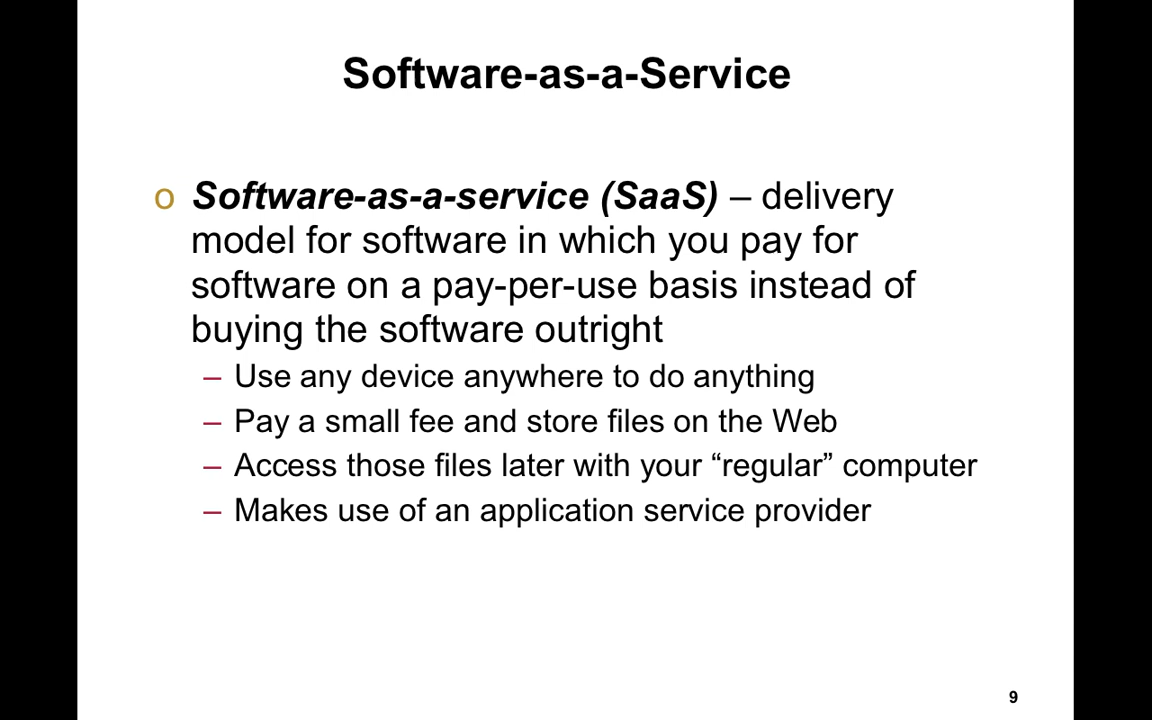 Software-as-a-Service
o Software-as-a-service (SaaS) – delivery
model for software in which you pay for
software on a pay-per-use basis instead of
buying the software outright
– Use any device anywhere to do anything
– Pay a small fee and store files on the Web
– Access those files later with your “regular” computer
– Makes use of an application service provider
9